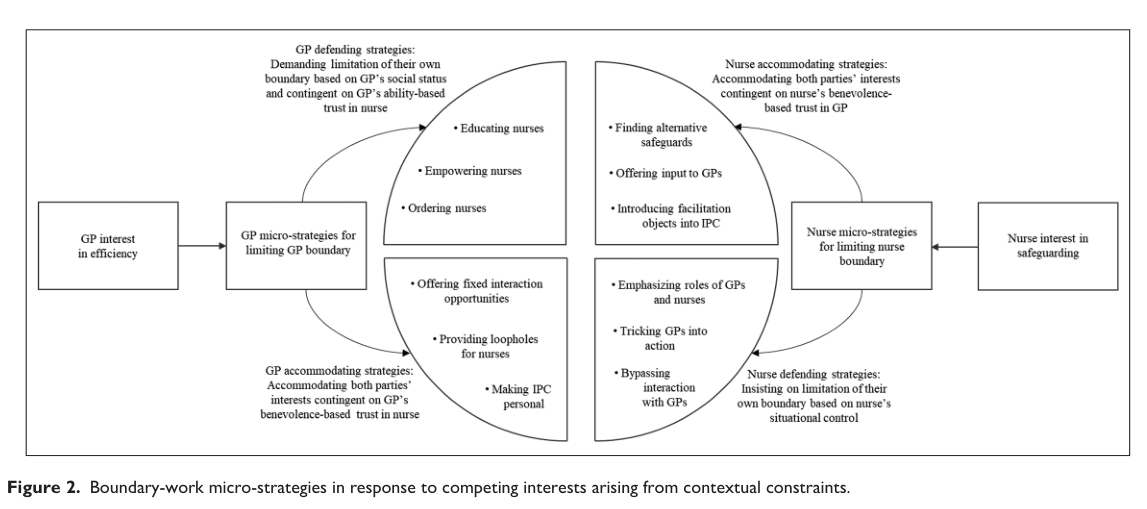 GP defending strategies:
Demanding limitation of their own
boundary based on GP's social status
and contingent on GP's ability-based
trust in nurse
Nurse accommodating strategies:
Accommodating both parties' interests
contingent on nurse's benevolence-
based trust in GP
• Educating nurses
• Empowering nurses
• Ordering nurses
• Finding alternative
safeguards
• Offering input to GPs
• Introducing facilitation
objects into IPC
GP interest
in efficiency
GP micro-strategies for
limiting GP boundary
Nurse micro-strategies
for limiting nurse
boundary
Nurse interest in
safeguarding
• Offering fixed interaction
opportunities
• Providing loopholes
for nurses
• Making IPC
personal
• Emphasizing roles of GPs
and nurses
• Tricking GPs into
action
• Bypassing
interaction
with GPs
GP accommodating strategies:
Accommodating both parties'
interests contingent on GP's
benevolence-based trust in nurse
Nurse defending strategies:
Insisting on limitation of their
own boundary based on nurse's
situational control
Figure 2. Boundary-work micro-strategies in response to competing interests arising from contextual constraints.